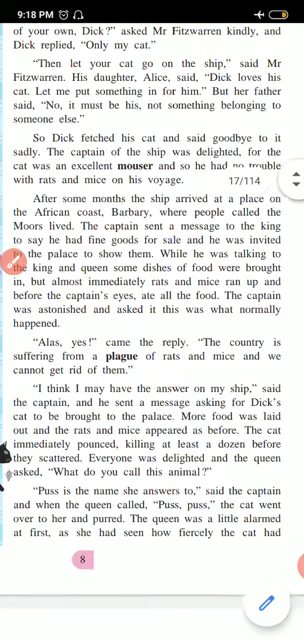 9:18 PM
of your own, Dick?" asked Mr Fitzwarren kindly, and
Dick replied, "Only my cat."
"Then let your cat go on the ship," said Mr
Fitzwarren. His daughter, Alice, said, "Dick loves his
cat. Let me put something in for him." But her father
said, "No, it must be his, not something belonging to
someone else."
So Dick fetched his cat and said goodbye to it
sadly. The captain of the ship was delighted, for the
cat was an excellent mouser and so he had no trouble
with rats and mice on his voyage.
17/114
After some months the ship arrived at a place on
the African coast, Barbary, where people called the
Moors lived. The captain sent a message to the king
to say he had fine goods for sale and he was invited
to the palace to show them. While he was talking to
the king and queen some dishes of food were brought
in, but almost immediately rats and mice ran up and
before the captain's eyes, ate all the food. The captain
was astonished and asked it this was what normally
happened.
"Alas, yes!" came the reply. "The country is
suffering from a plague of rats and mice and we
cannot get rid of them."
"I think I may have the answer on my ship," said
the captain, and he sent a message asking for Dick's
cat to be brought to the palace. More food was laid
out and the rats and mice appeared as before. The cat
immediately pounced, killing at least a dozen before
they scattered. Everyone was delighted and the queen
asked, "What do you call this animal?"
"Puss is the name she answers to," said the captain
and when the queen called, "Puss, puss," the cat went
over to her and purred. The queen was a little alarmed
at first, as she had seen how fiercely the cat had
8